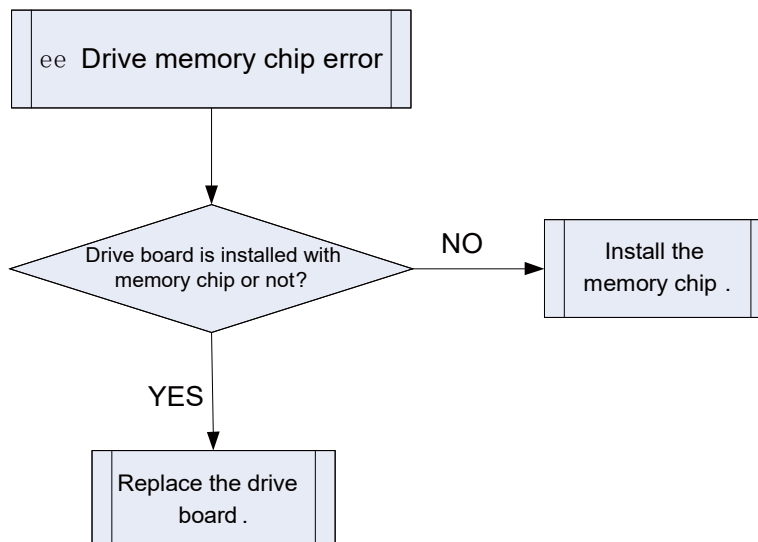 ee Drive memory chip error
Drive board is installed with
memory chip or not?
NO
Install the
memory chip .
YES
Replace the drive
board .